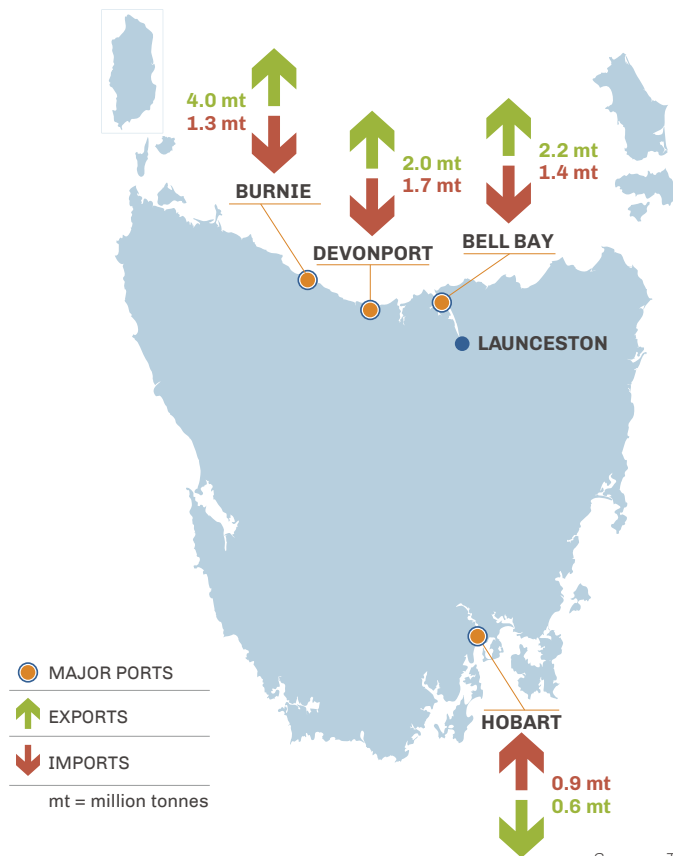 4.0 mt
1.3 mt
BURNIE
2.0 mt
1.7 mt
DEVONPORT
2.2 mt
1.4 mt
BELL BAY
LAUNCESTON
MAJOR PORTS
EXPORTS
IMPORTS
mt = million tonnes
HOBART
0.9 mt
0.6 mt